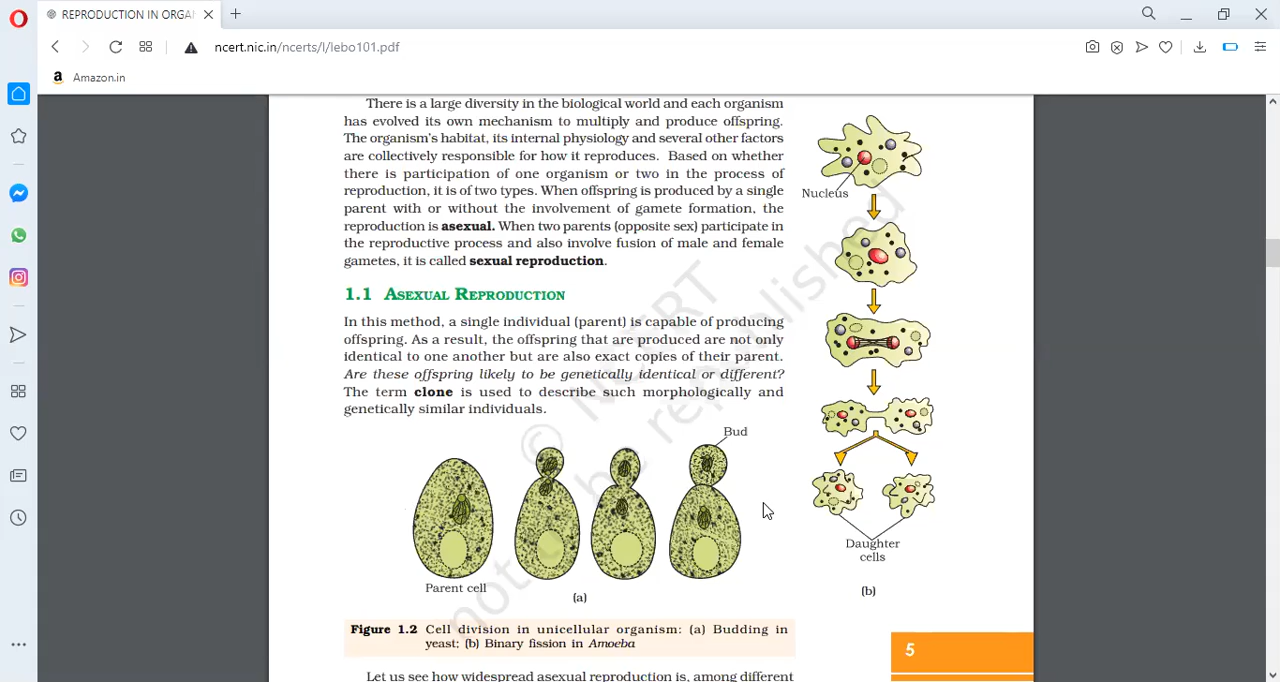 REPRODUCTION IN ORGA
ncert.nic.in/ncerts/l/lebo101.pdf
a Amazon.in
There is a large diversity in the biological world and each organism
has evolved its own mechanism to multiply and produce offspring.
The organism's habitat, its internal physiology and several other factors
are collectively responsible for how it reproduces. Based on whether
there is participation of one organism or two in the process of
reproduction, it is of two types. When offspring is produced by a single
parent with or without the involvement of gamete formation, the
reproduction is asexual. When two parents (opposite sex) participate in
the reproductive process and also involve fusion of male and female
gametes, it is called sexual reproduction.
1.1 ASEXUAL REPRODUCTION
In this method, a single individual (parent) is capable of producing
offspring. As a result, the offspring that are produced are not only
identical to one another but are also exact copies of their parent.
Are these offspring likely to be genetically identical or different?
The term clone is used to describe such morphologically and
genetically similar individuals.
Bud
Parent cell
(a)
Nucleus
Daughter
cells
(b)
Figure 1.2 Cell division in unicellular organism: (a) Budding in
yeast; (b) Binary fission in Amoeba
5
Let us see how widespread asexual reproduction is, among different
© NCERT
not to be republished